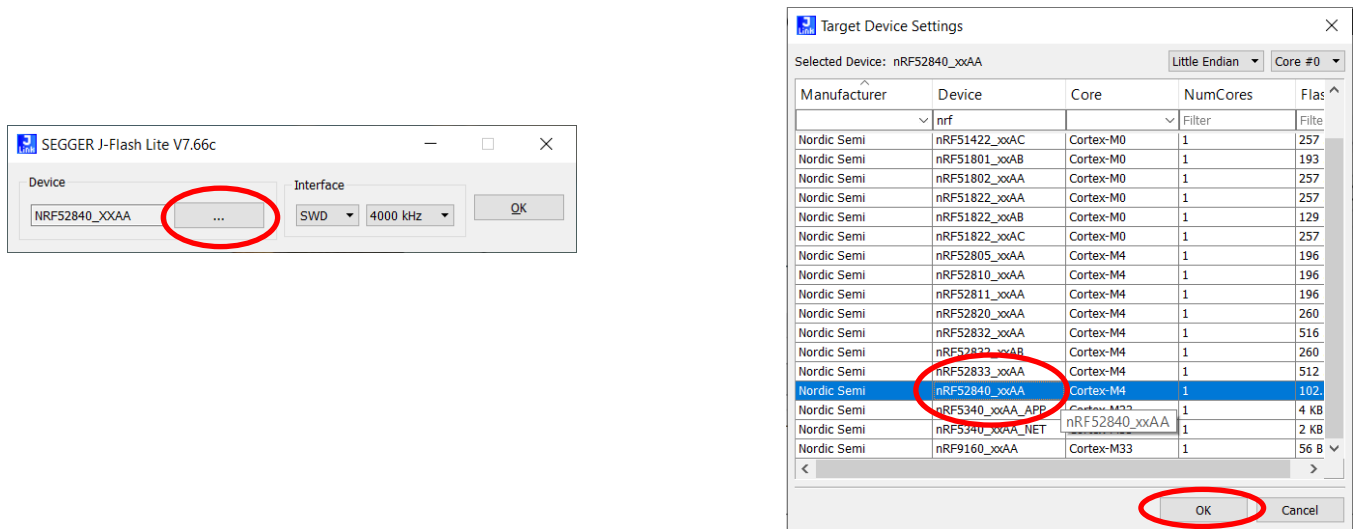 SEGGER J-Flash Lite V7.66c
Device
Interface
NRF52840_XXAA
...
SWD
4000 kHz
OK
Target Device Settings
Selected Device: nRF52840_xxAA
Little Endian
Core #0
Manufacturer Device Core NumCores Flas
nrf Filter Filte
Nordic Semi nRF51422_xxAC Cortex-M0 1 257
Nordic Semi nRF51801_xxAB Cortex-M0 1 193
Nordic Semi nRF51802_xxAA Cortex-M0 1 257
Nordic Semi nRF51822_xxAA Cortex-M0 1 257
Nordic Semi nRF51822_xxAB Cortex-M0 1 129
Nordic Semi nRF51822_xxAC Cortex-M0 1 257
Nordic Semi nRF52805_xxAA Cortex-M4 1 196
Nordic Semi nRF52810_xxAA Cortex-M4 1 196
Nordic Semi nRF52811_xxAA Cortex-M4 1 196
Nordic Semi nRF52820_xxAA Cortex-M4 1 260
Nordic Semi nRF52832_xxAA Cortex-M4 1 516
Nordic Semi nRF52832_xxAB Cortex-M4 1 260
Nordic Semi nRF52833_xxAA Cortex-M4 1 512
Nordic Semi nRF52840_xxAA Cortex-M4 1 102.
Nordic Semi nRF5340_xxAA_APP Cortex-M33 1 4 KB
nRF52840_xxAA
Nordic Semi nRF5340_xxAA_NET 1 2 KB
Nordic Semi nRF9160_xxAA Cortex-M33 1 56 B
OK
Cancel